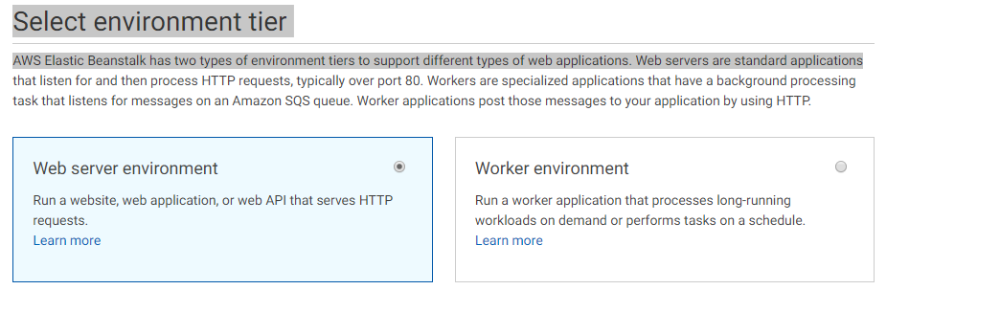 Select environment tier
AWS Elastic Beanstalk has two types of environment tiers to support different types of web applications. Web servers are standard applications
that listen for and then process HTTP requests, typically over port 80. Workers are specialized applications that have a background processing
task that listens for messages on an Amazon SQS queue. Worker applications post those messages to your application by using HTTP.
Web server environment
Run a website, web application, or web API that serves HTTP
requests.
Learn more
Worker environment
Run a worker application that processes long-running
workloads on demand or performs tasks on a schedule.
Learn more